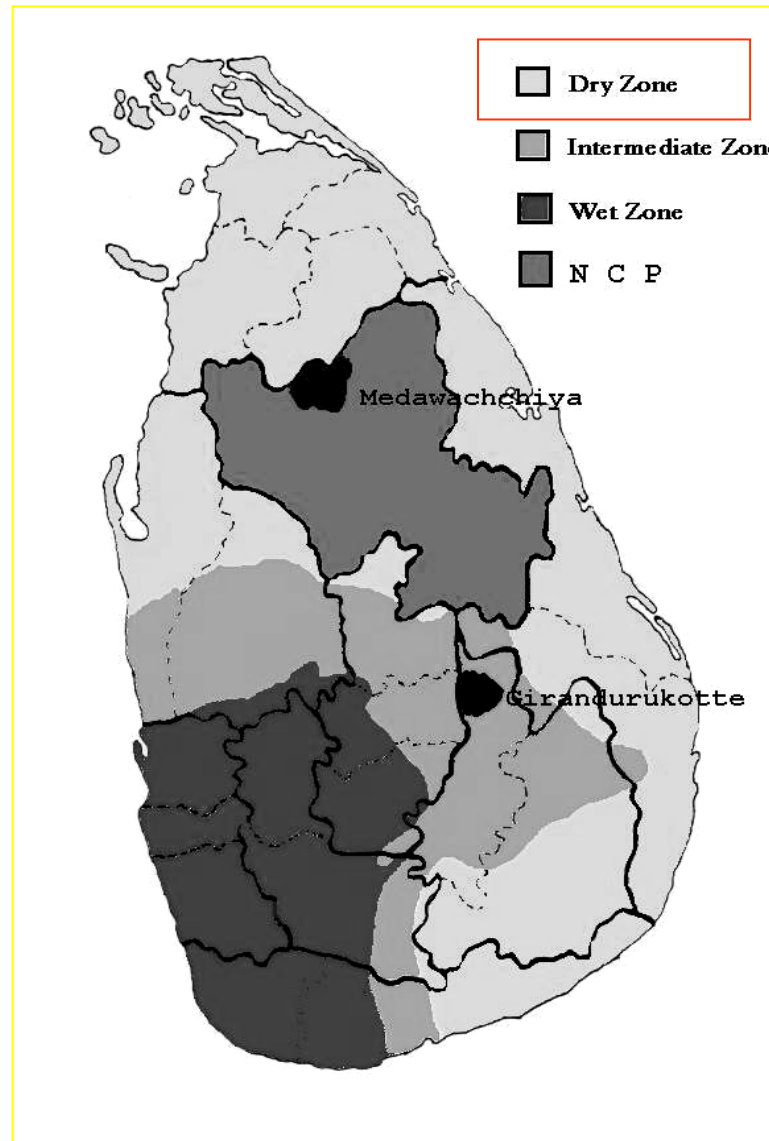 Dry Zone
Intermediate Zone
Wet Zone
N C P
Medawachchiya
Girandurukotte